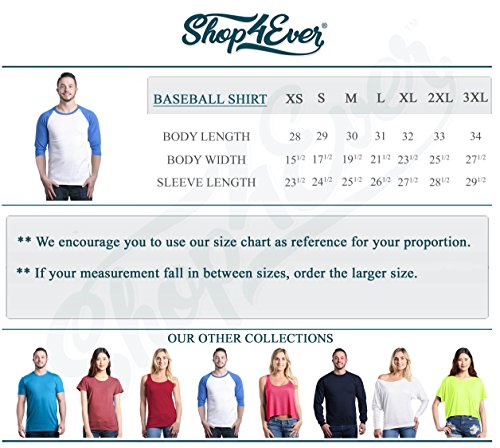 Shop4Ever®
BASEBALL SHIRT XS S M L XL 2XL 3XL
BODY LENGTH 28 29 30 31 32 33 34
BODY WIDTH 15 1/2 17 1/2 19 1/2 21 1/2 23 1/2 25 1/2 27 1/2
SLEEVE LENGTH 23 1/2 24 1/2 25 1/2 26 1/2 27 1/2 28 1/2 29 1/2
** We encourage you to use our size chart as reference for your proportion.
** If your measurement fall in between sizes, order the larger size.
OUR OTHER COLLECTIONS
Shop4Ever